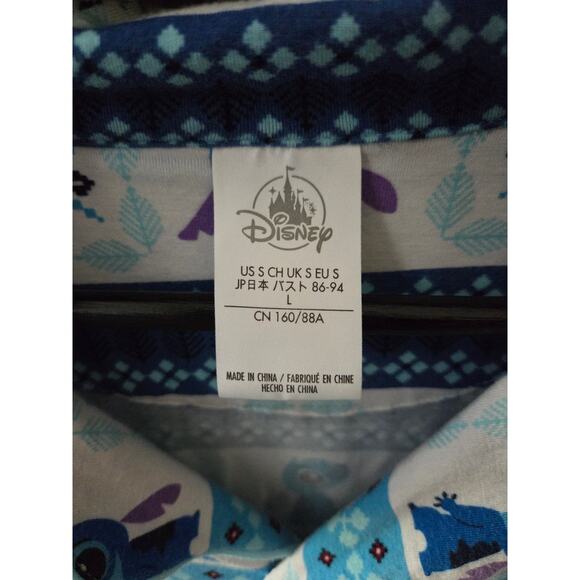 Disney
US S CH UK S EU S
JP日本 バスト 86-94
L
CN 160/88A
MADE IN CHINA / FABRIQUÉ EN CHINE
HECHO EN CHINA